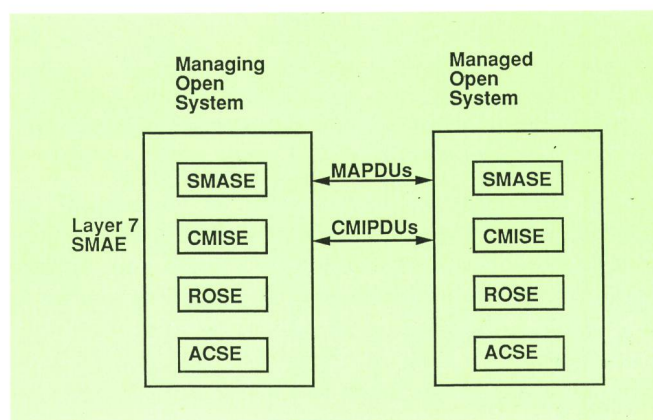 Managing
Open
System
Managed
Open
System
SMASE
MAPDUs
SMASE
Layer 7
SMAE
CMISE
CMIPDUs
CMISE
ROSE
ROSE
ACSE
ACSE